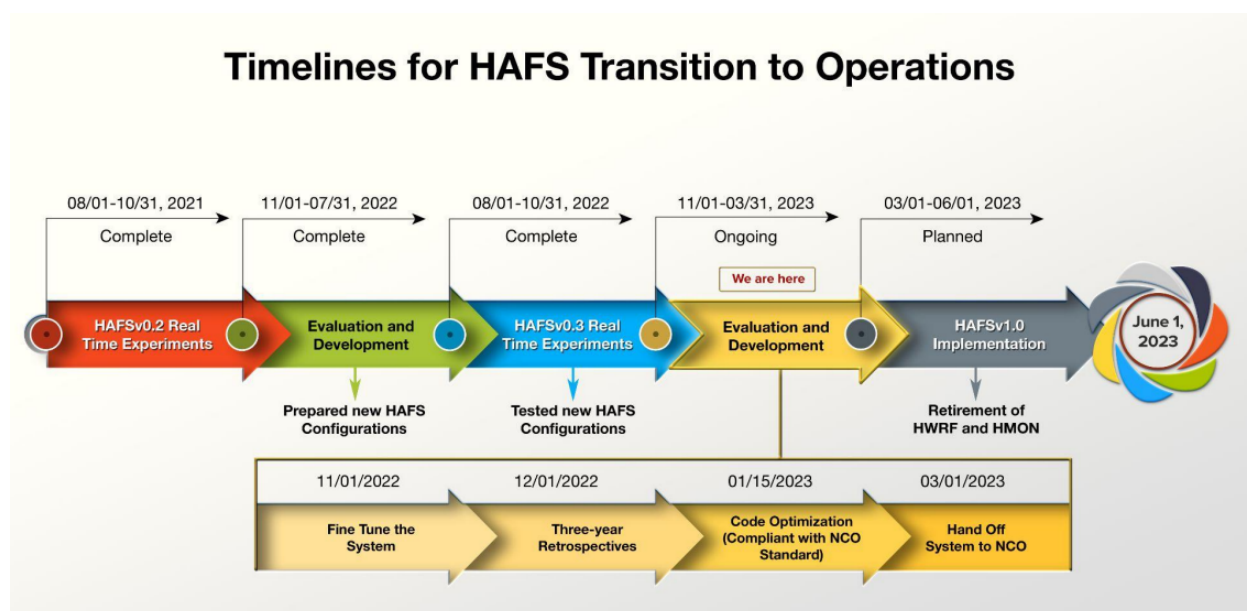 Timelines for HAFS Transition to Operations
08/01-10/31, 2021
Complete
11/01-07/31, 2022
Complete
08/01-10/31, 2022
Complete
11/01-03/31, 2023
Ongoing
03/01-06/01, 2023
Planned
We are here
HAFSv0.2 Real
Time Experiments
Evaluation and
Development
HAFSv0.3 Real
Time Experiments
Evaluation and
Development
HAFSv1.0
Implementation
June 1,
2023
Prepared new HAFS
Configurations
Tested new HAFS
Configurations
Retirement of
HWRF and HMON
11/01/2022
Fine Tune the
System
12/01/2022
Three-year
Retrospectives
01/15/2023
Code Optimization
(Compliant with NCO
Standard)
03/01/2023
Hand Off
System to NCO